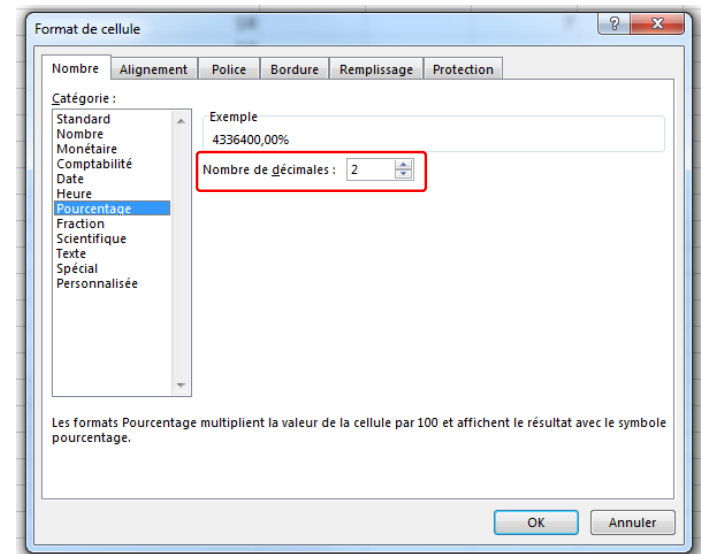 Format de cellule
Nombre Alignement Police Bordure Remplissage Protection
Catégorie :
Standard
Nombre
Monétaire
Comptabilité
Date
Heure
Pourcentage
Fraction
Scientifique
Texte
Spécial
Personnalisée
Exemple
4336400,00%
Nombre de décimales : 2
Les formats Pourcentage multiplient la valeur de la cellule par 100 et affichent le résultat avec le symbole
pourcentage.
OK Annuler